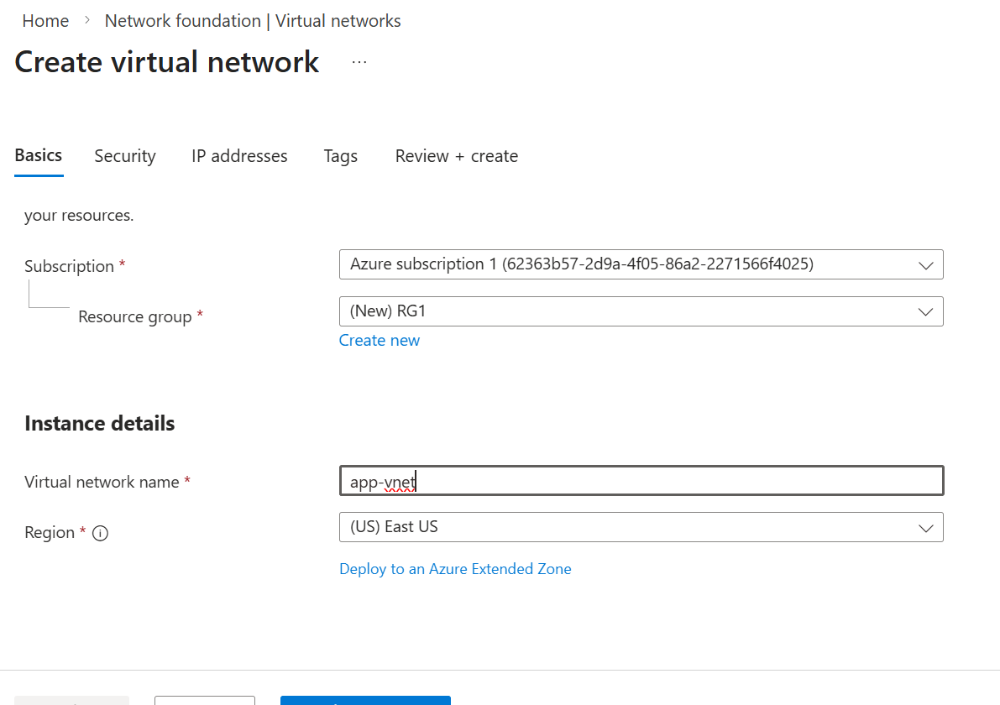 Home > Network foundation | Virtual networks
Create virtual network ...
Basics Security IP addresses Tags Review + create
your resources.
Subscription * Azure subscription 1 (62363b57-2d9a-4f05-86a2-2271566f4025)
Resource group * (New) RG1
Create new
Instance details
Virtual network name * app-vnet
Region * (US) East US
Deploy to an Azure Extended Zone